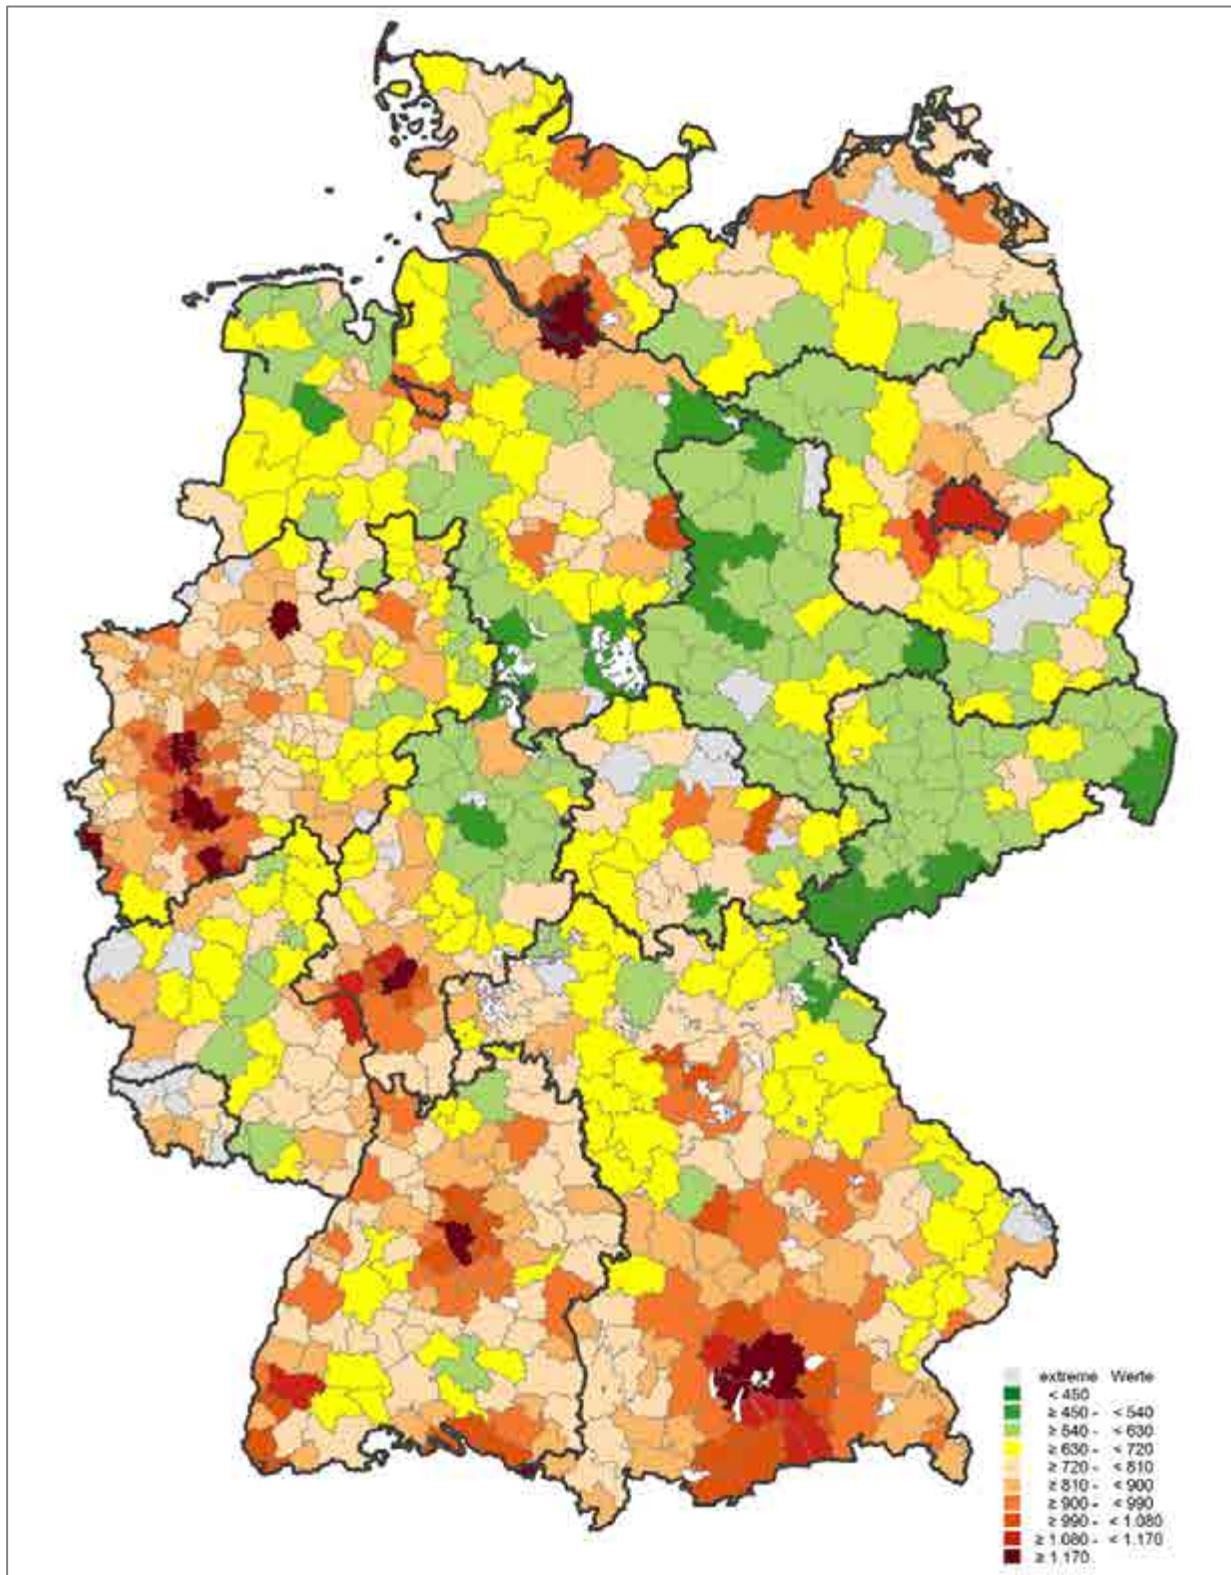 extreme Werte
< 450
≥ 450 - < 540
≥ 540 - < 630
≥ 630 - < 720
≥ 720 - < 810
≥ 810 - < 900
≥ 900 - < 990
≥ 990 - < 1.080
≥ 1.080 - < 1.170
≥ 1.170